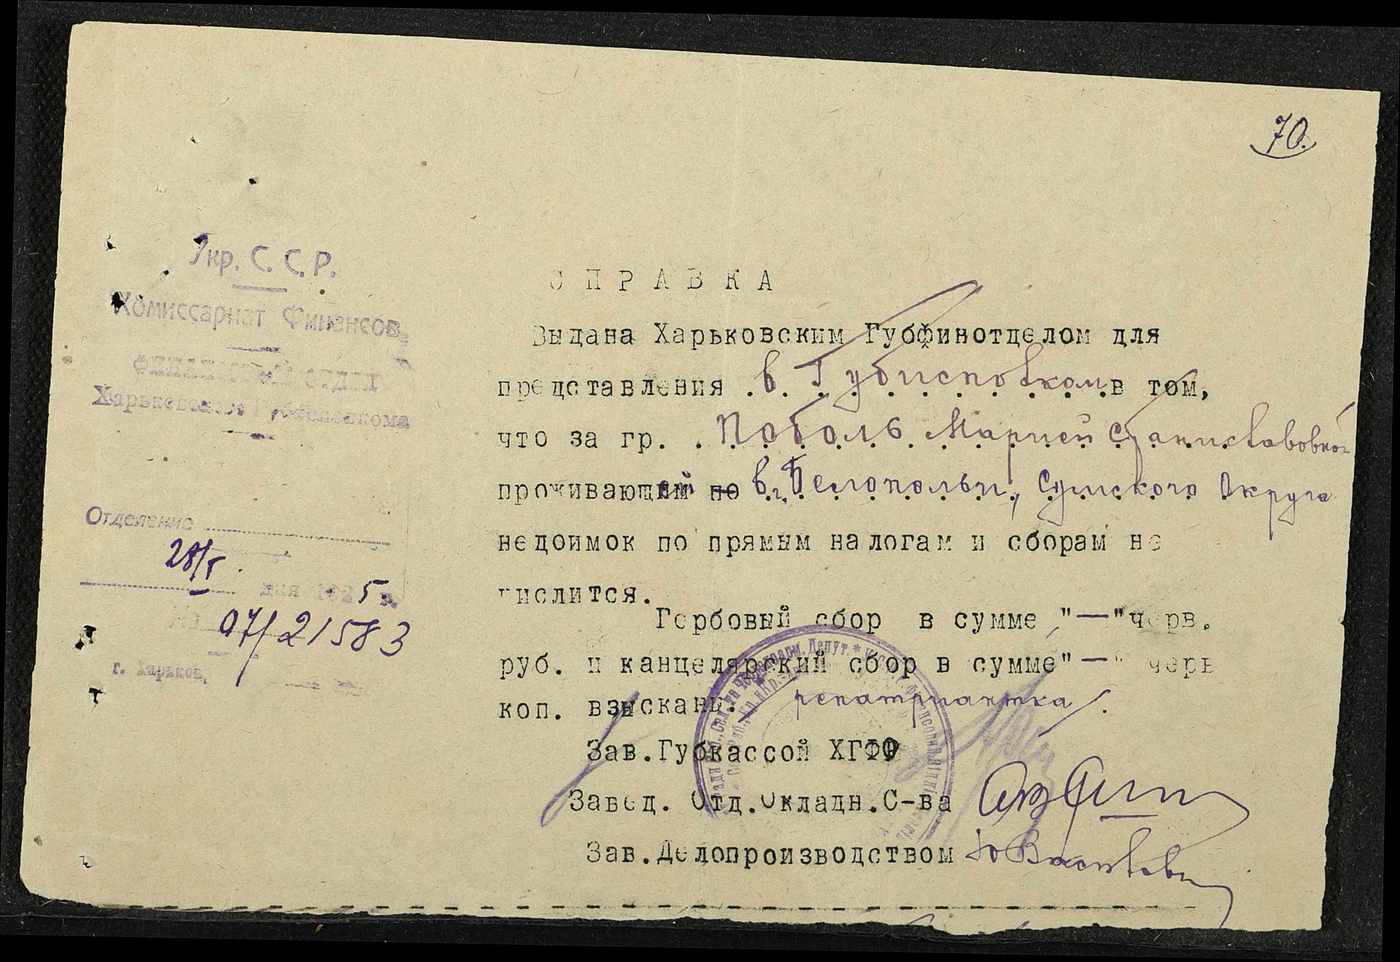 70.
Укр. С. С. Р.
Комиссариат Финансов
отдел
Харьковского Губисполкома
Отделение
28/V
дня 1925 г.
97/21583
г. Харьков,
СПРАВКА
Выдана Харьковским Губфинотделом для
представления в Губисполком в том,
что за гр. Поболь Марией Станиславовной
проживающей по в г. Белопольи, Сумского Округа
недоимок по прямым налогам и сборам не
числится.
Гербовый сбор в сумме "—" черв.
руб. и канцелярский сбор в сумме "—" черв
коп. взысканы. репатриантка.
Зав. Губкассой ХГФО
Завед. Отд. Окладн. С-ва
Зав. Делопроизводством